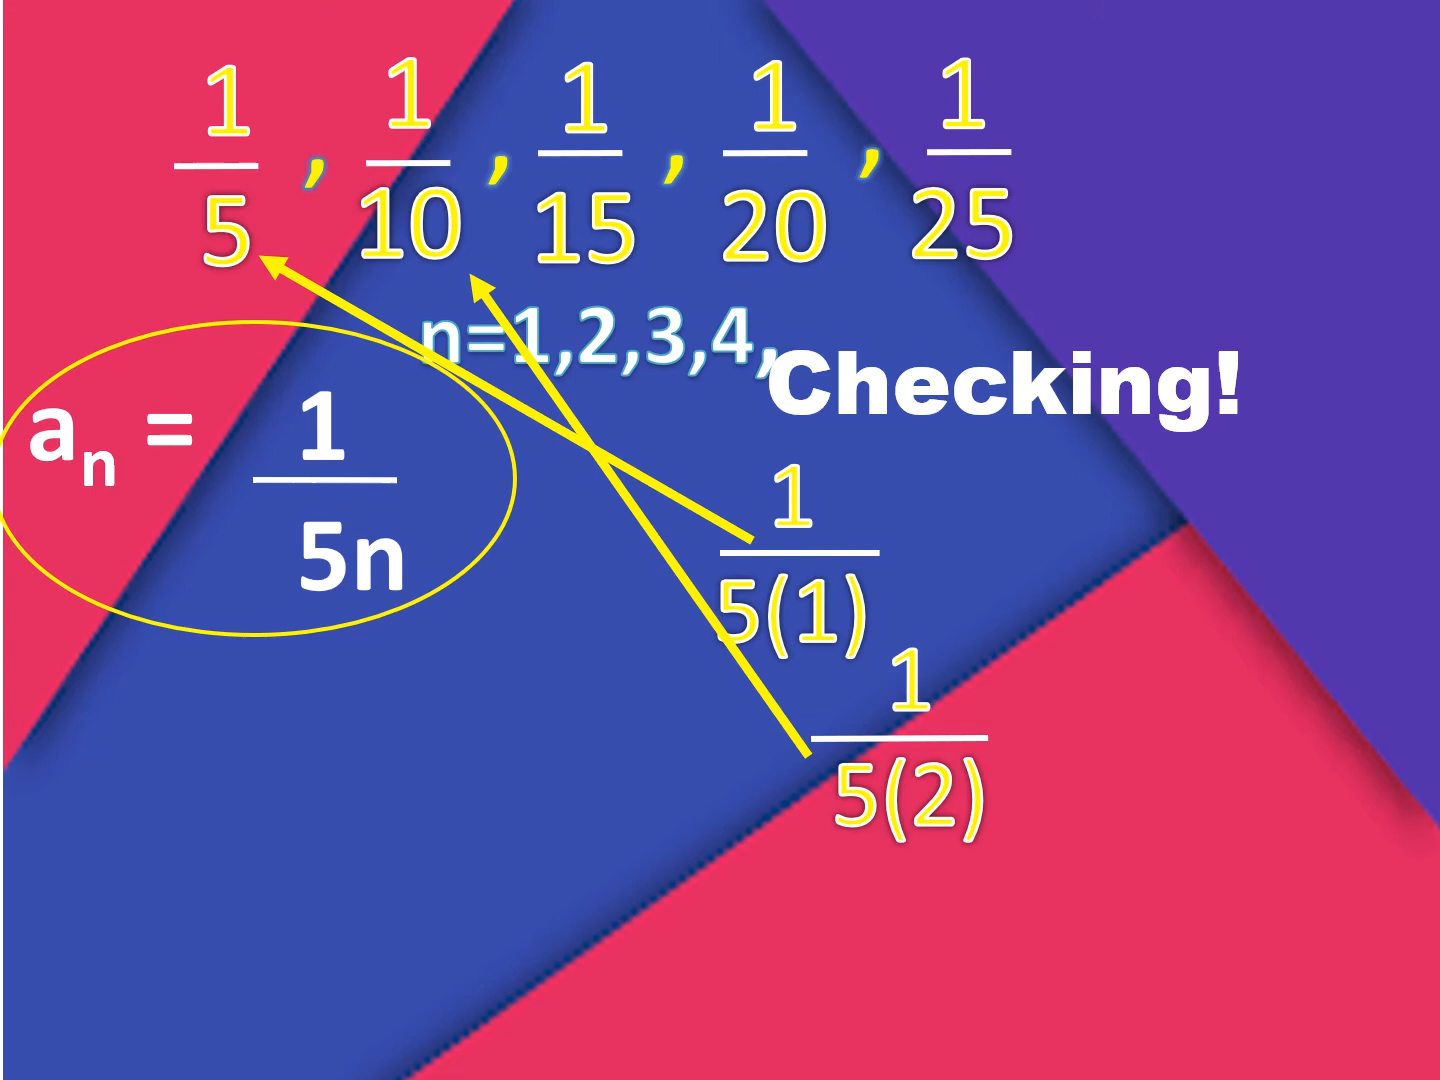 1/5 , 1/10 , 1/15 , 1/20 , 1/25
n=1,2,3,4,
Checking!
aₙ = 1/5n
1/5(1)
1/5(2)